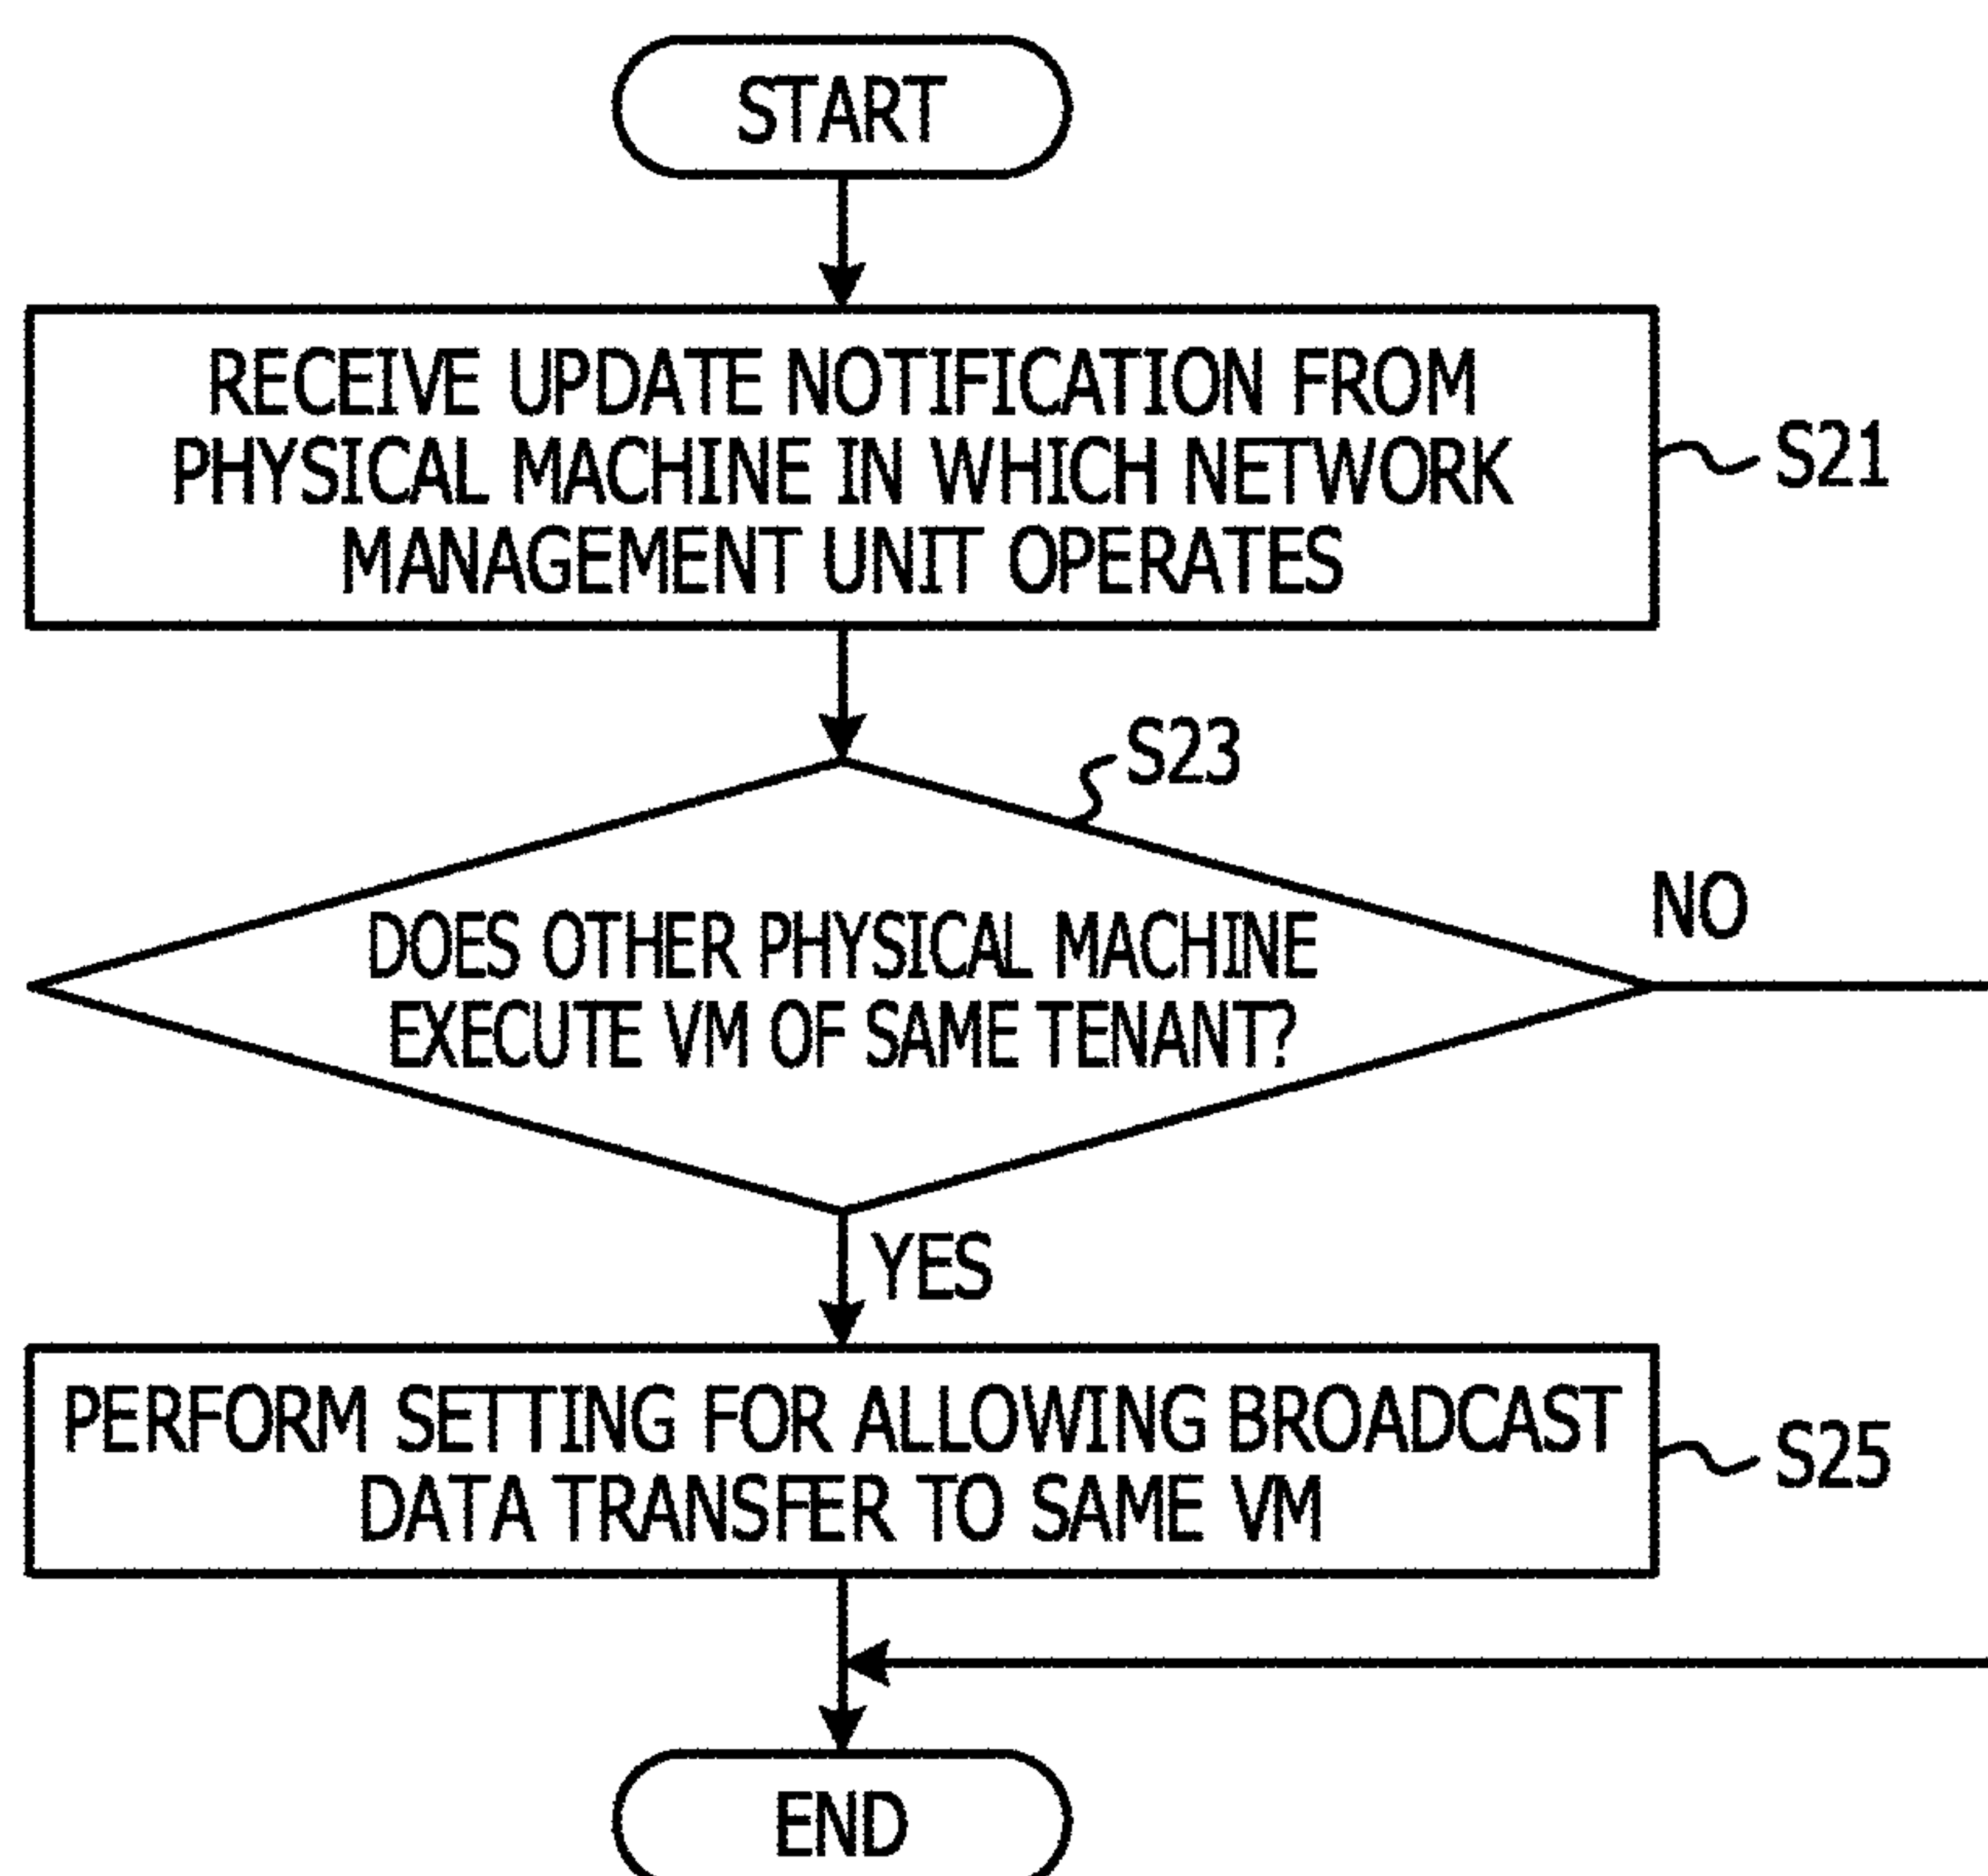 START
RECEIVE UPDATE NOTIFICATION FROM
PHYSICAL MACHINE IN WHICH NETWORK
MANAGEMENT UNIT OPERATES
S21
S23
DOES OTHER PHYSICAL MACHINE
EXECUTE VM OF SAME TENANT?
NO
YES
PERFORM SETTING FOR ALLOWING BROADCAST
DATA TRANSFER TO SAME VM
S25
END